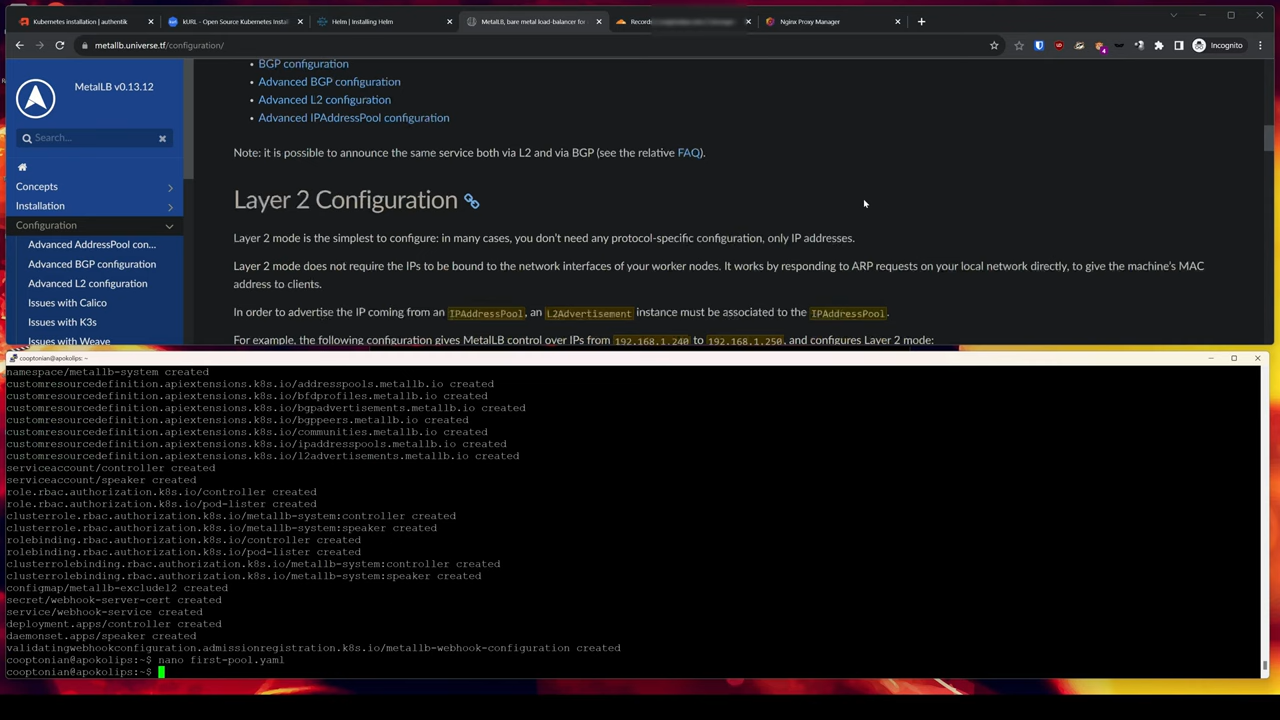 Kubernetes installation | authentik
kURL - Open Source Kubernetes Insta
Helm | Installing Helm
MetalLB, bare metal load-balancer for
Record
Nginx Proxy Manager
metallb.universe.tf/configuration/
Incognito
MetalLB v0.13.12
Search...
Concepts
Installation
Configuration
Advanced AddressPool con...
Advanced BGP configuration
Advanced L2 configuration
Issues with Calico
Issues with K3s
Issues with Weave
• BGP configuration
• Advanced BGP configuration
• Advanced L2 configuration
• Advanced IPAddressPool configuration
Note: it is possible to announce the same service both via L2 and via BGP (see the relative FAQ).
Layer 2 Configuration
Layer 2 mode is the simplest to configure: in many cases, you don't need any protocol-specific configuration, only IP addresses.
Layer 2 mode does not require the IPs to be bound to the network interfaces of your worker nodes. It works by responding to ARP requests on your local network directly, to give the machine's MAC
address to clients.
In order to advertise the IP coming from an IPAddressPool, an L2Advertisement instance must be associated to the IPAddressPool.
For example, the following configuration gives MetalLB control over IPs from 192.168.1.240 to 192.168.1.250, and configures Layer 2 mode:
cooptonian@apokolips: ~
namespace/metallb-system created
customresourcedefinition.apiextensions.k8s.io/addresspools.metallb.io created
customresourcedefinition.apiextensions.k8s.io/bfdprofiles.metallb.io created
customresourcedefinition.apiextensions.k8s.io/bgpadvertisements.metallb.io created
customresourcedefinition.apiextensions.k8s.io/bgppeers.metallb.io created
customresourcedefinition.apiextensions.k8s.io/communities.metallb.io created
customresourcedefinition.apiextensions.k8s.io/ipaddresspools.metallb.io created
customresourcedefinition.apiextensions.k8s.io/l2advertisements.metallb.io created
serviceaccount/controller created
serviceaccount/speaker created
role.rbac.authorization.k8s.io/controller created
role.rbac.authorization.k8s.io/pod-lister created
clusterrole.rbac.authorization.k8s.io/metallb-system:controller created
clusterrole.rbac.authorization.k8s.io/metallb-system:speaker created
rolebinding.rbac.authorization.k8s.io/controller created
rolebinding.rbac.authorization.k8s.io/pod-lister created
clusterrolebinding.rbac.authorization.k8s.io/metallb-system:controller created
clusterrolebinding.rbac.authorization.k8s.io/metallb-system:speaker created
configmap/metallb-excludel2 created
secret/webhook-server-cert created
service/webhook-service created
deployment.apps/controller created
daemonset.apps/speaker created
validatingwebhookconfiguration.admissionregistration.k8s.io/metallb-webhook-configuration created
cooptonian@apokolips:~$ nano first-pool.yaml
cooptonian@apokolips:~$